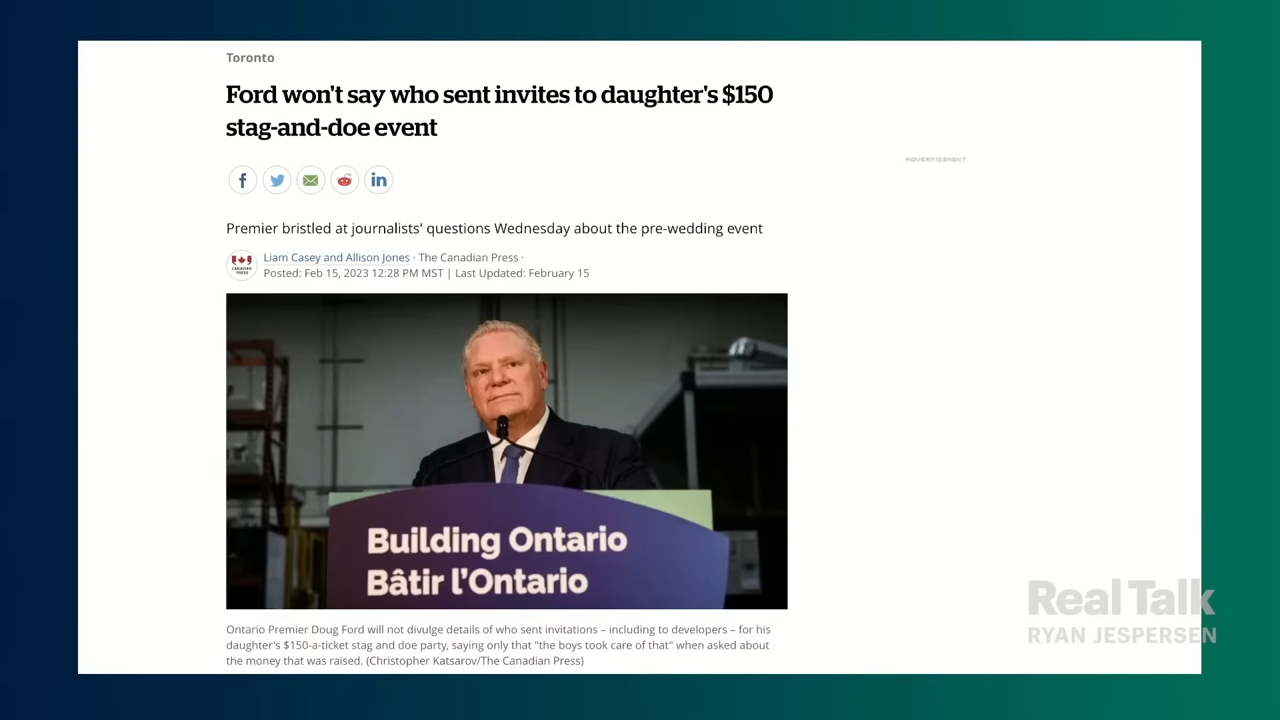 Toronto
Ford won't say who sent invites to daughter's $150
stag-and-doe event
ADVERTISEMENT
Premier bristled at journalists' questions Wednesday about the pre-wedding event
CANADIAN
PRESS
Liam Casey and Allison Jones · The Canadian Press ·
Posted: Feb 15, 2023 12:28 PM MST | Last Updated: February 15
Building Ontario
Bâtir l'Ontario
Ontario Premier Doug Ford will not divulge details of who sent invitations – including to developers – for his
daughter's $150-a-ticket stag and doe party, saying only that "the boys took care of that" when asked about
the money that was raised. (Christopher Katsarov/The Canadian Press)
Real Talk
RYAN JESPERSEN